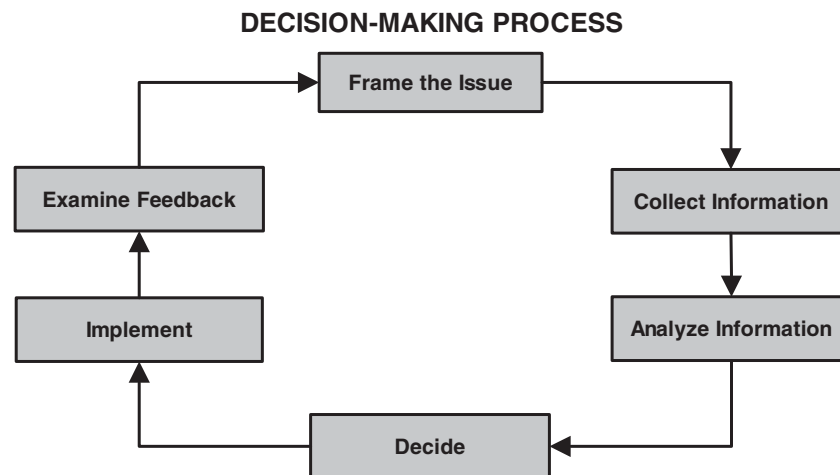 DECISION-MAKING PROCESS
Frame the Issue
Collect Information
Analyze Information
Decide
Implement
Examine Feedback